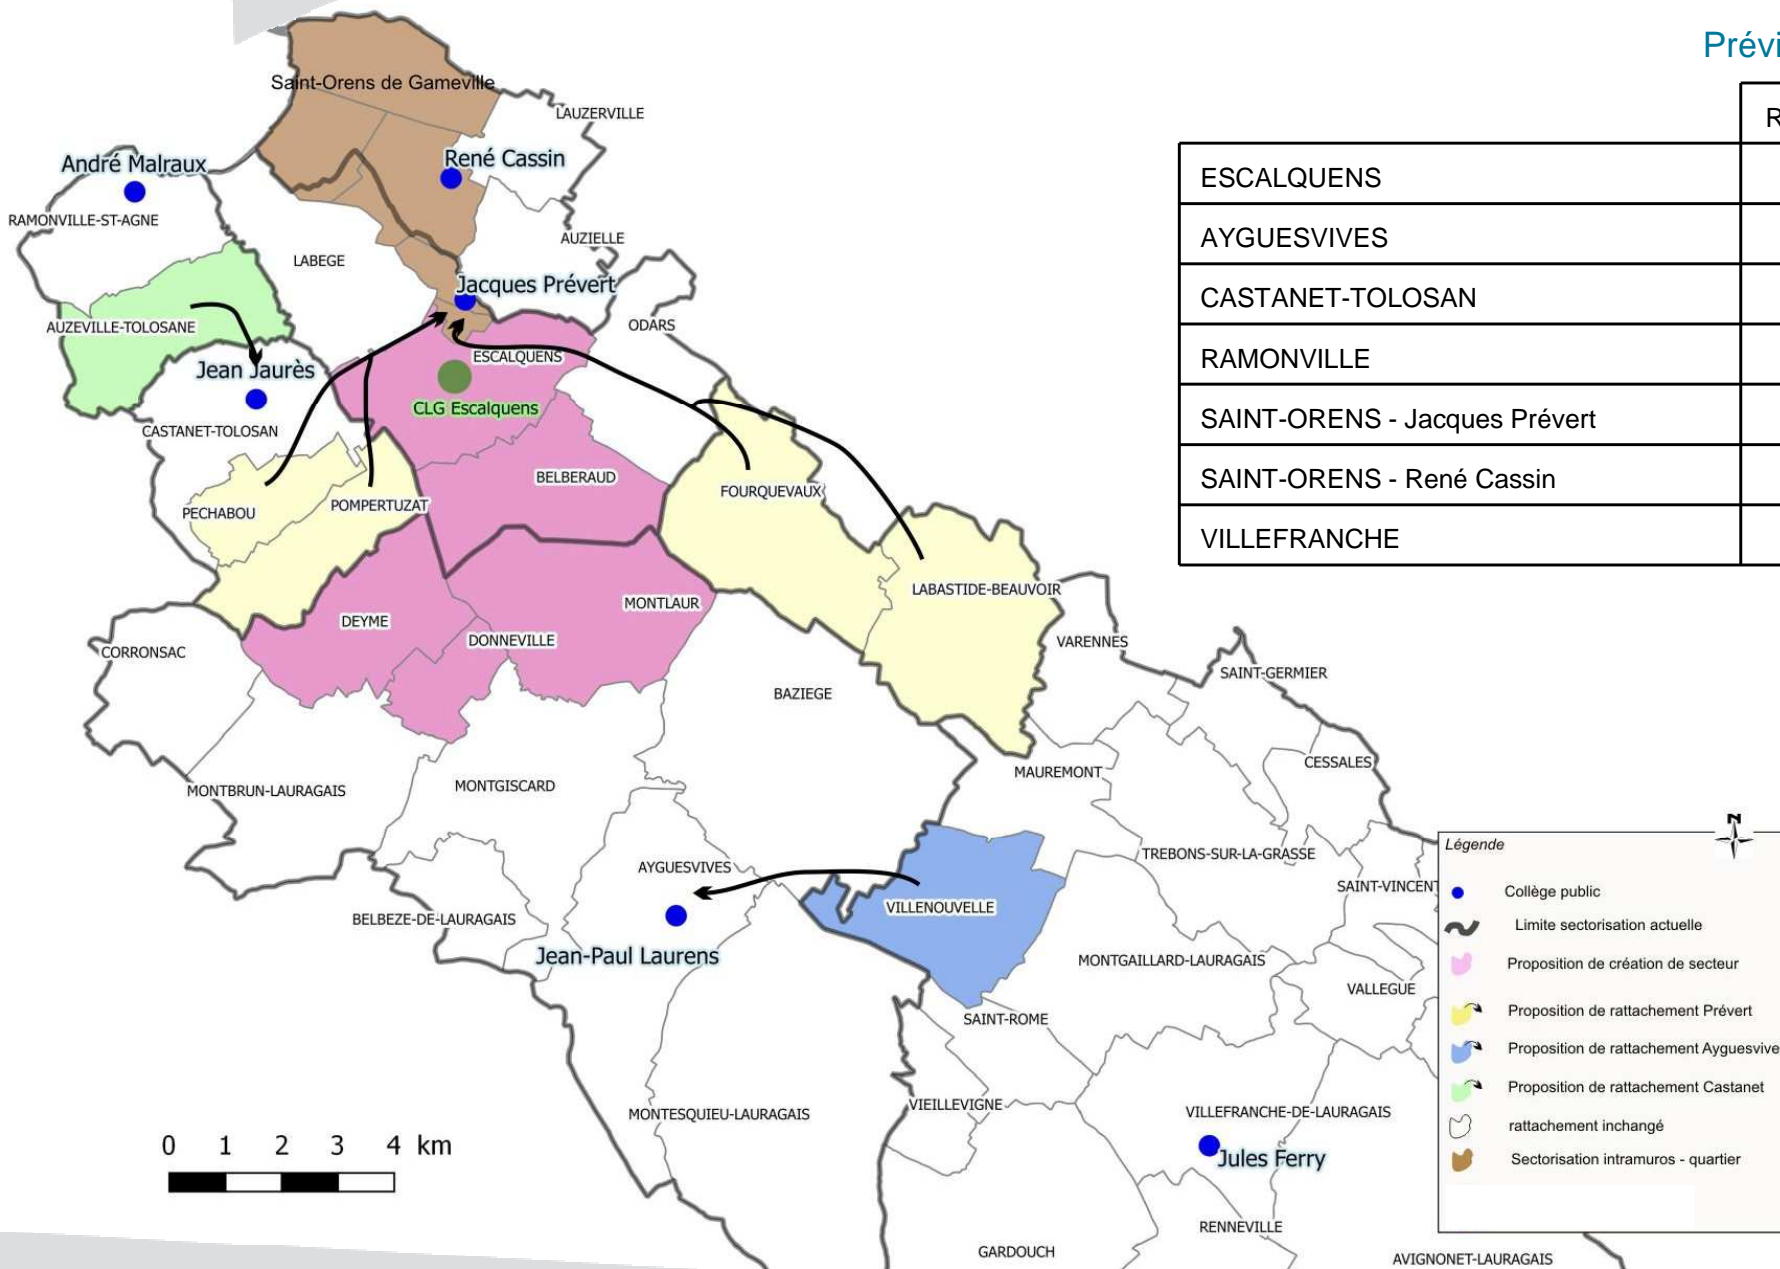 Prévi
R
ESCALQUENS
AYGUESVIVES
CASTANET-TOLOSAN
RAMONVILLE
SAINT-ORENS - Jacques Prévert
SAINT-ORENS - René Cassin
VILLEFRANCHE
Saint-Orens de Gameville
LAUZERVILLE
André Malraux
René Cassin
RAMONVILLE-ST-AGNE
AUZIELLE
LABEGE
Jacques Prévert
AUZEVILLE-TOLOSANE
ODARS
ESCALQUENS
Jean Jaurès
CLG Escalquens
CASTANET-TOLOSAN
BELBERAUD
FOURQUEVAUX
PECHABOU
POMPERTUZAT
LABASTIDE-BEAUVOIR
MONTLAUR
DEYME
DONNEVILLE
VARENNES
CORRONSAC
SAINT-GERMIER
BAZIEGE
CESSALES
MAUREMONT
MONTGISCARD
MONTBRUN-LAURAGAIS
TREBONS-SUR-LA-GRASSE
AYGUESVIVES
SAINT-VINCENT
VILLENOUVELLE
BELBEZE-DE-LAURAGAIS
Jean-Paul Laurens
MONTGAILLARD-LAURAGAIS
VALLEGUE
SAINT-ROME
VIEILLEVIGNE
MONTESQUIEU-LAURAGAIS
VILLEFRANCHE-DE-LAURAGAIS
Jules Ferry
RENNEVILLE
GARDOUCH
AVIGNONET-LAURAGAIS
0 1 2 3 4 km
N
Légende
Collège public
Limite sectorisation actuelle
Proposition de création de secteur
Proposition de rattachement Prévert
Proposition de rattachement Ayguesvive
Proposition de rattachement Castanet
rattachement inchangé
Sectorisation intramuros - quartier